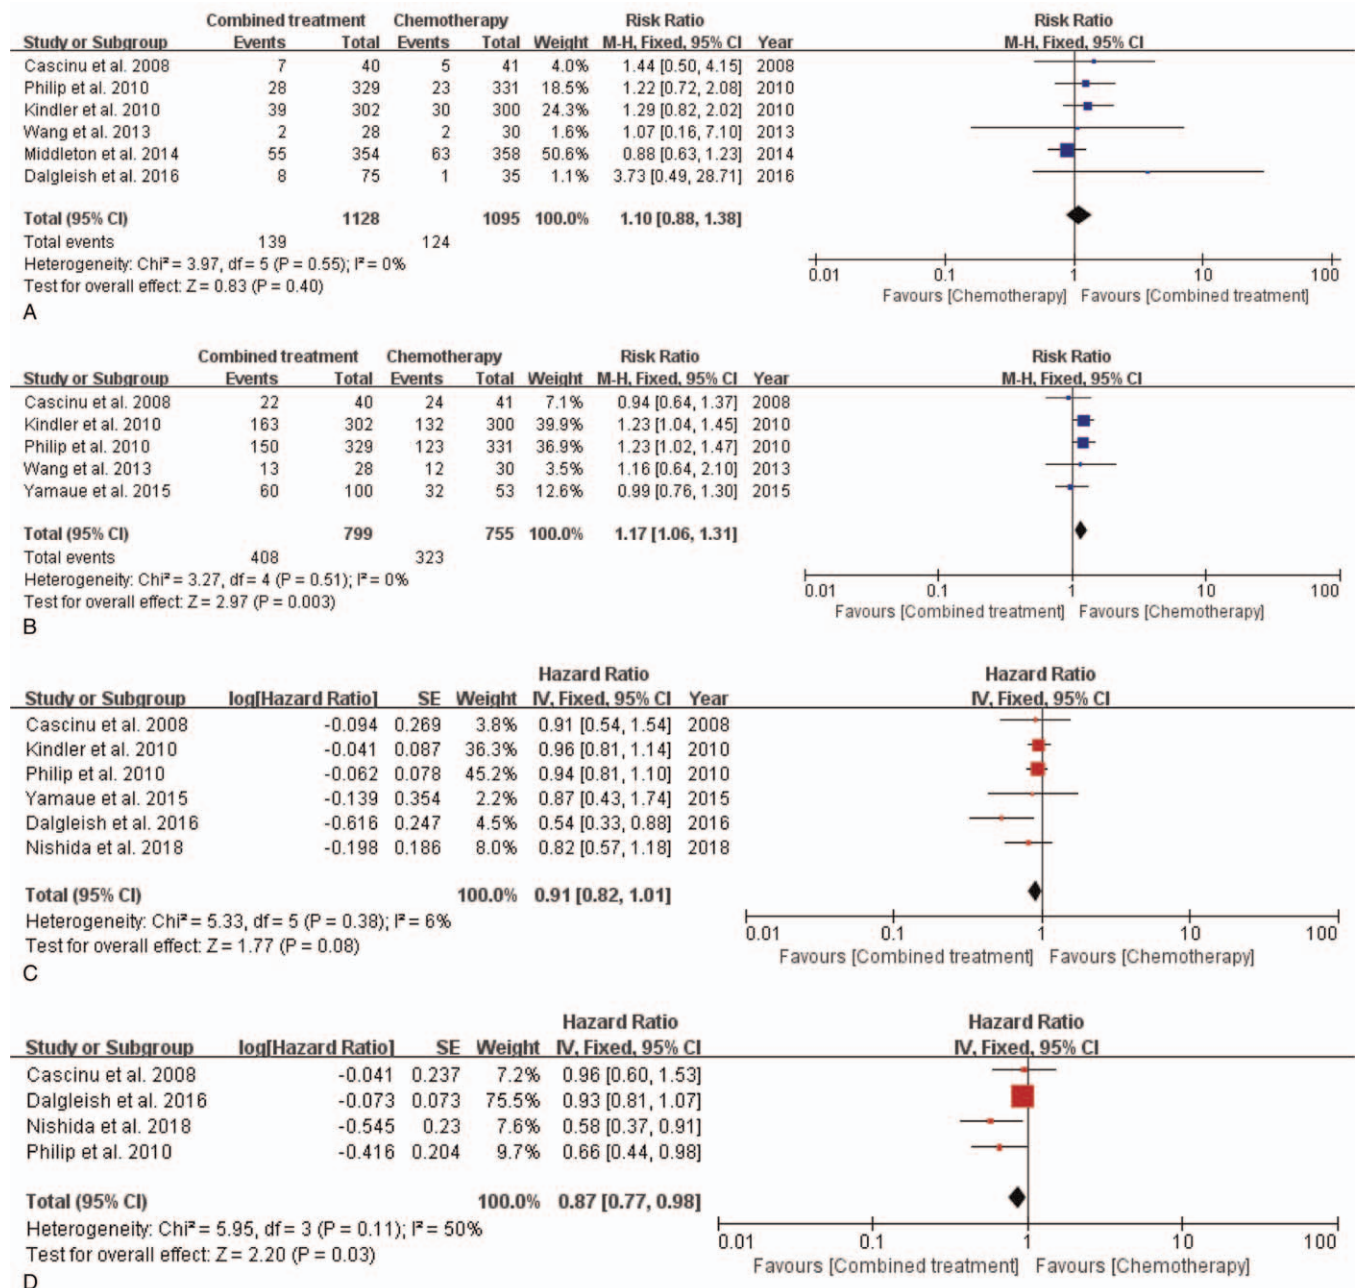 Combined treatment Chemotherapy Risk Ratio Risk Ratio
Study or Subgroup Events Total Events Total Weight M-H, Fixed, 95% CI Year M-H, Fixed, 95% CI
Cascinu et al. 2008 7 40 5 41 4.0% 1.44 [0.50, 4.15] 2008
Philip et al. 2010 28 329 23 331 18.5% 1.22 [0.72, 2.08] 2010
Kindler et al. 2010 39 302 30 300 24.3% 1.29 [0.82, 2.02] 2010
Wang et al. 2013 2 28 2 30 1.6% 1.07 [0.16, 7.10] 2013
Middleton et al. 2014 55 354 63 358 50.6% 0.88 [0.63, 1.23] 2014
Dalgleish et al. 2016 8 75 1 35 1.1% 3.73 [0.49, 28.71] 2016
Total (95% CI) 1128 1095 100.0% 1.10 [0.88, 1.38]
Total events 139 124
Heterogeneity: Chi² = 3.97, df = 5 (P = 0.55); I² = 0%
Test for overall effect: Z = 0.83 (P = 0.40)
0.01 0.1 1 10 100
Favours [Chemotherapy] Favours [Combined treatment]
A
Combined treatment Chemotherapy Risk Ratio Risk Ratio
Study or Subgroup Events Total Events Total Weight M-H, Fixed, 95% CI Year M-H, Fixed, 95% CI
Cascinu et al. 2008 22 40 24 41 7.1% 0.94 [0.64, 1.37] 2008
Kindler et al. 2010 163 302 132 300 39.9% 1.23 [1.04, 1.45] 2010
Philip et al. 2010 150 329 123 331 36.9% 1.23 [1.02, 1.47] 2010
Wang et al. 2013 13 28 12 30 3.5% 1.16 [0.64, 2.10] 2013
Yamaue et al. 2015 60 100 32 53 12.6% 0.99 [0.76, 1.30] 2015
Total (95% CI) 799 755 100.0% 1.17 [1.06, 1.31]
Total events 408 323
Heterogeneity: Chi² = 3.27, df = 4 (P = 0.51); I² = 0%
Test for overall effect: Z = 2.97 (P = 0.003)
0.01 0.1 1 10 100
Favours [Combined treatment] Favours [Chemotherapy]
B
Hazard Ratio Hazard Ratio
Study or Subgroup log[Hazard Ratio] SE Weight IV, Fixed, 95% CI Year IV, Fixed, 95% CI
Cascinu et al. 2008 -0.094 0.269 3.8% 0.91 [0.54, 1.54] 2008
Kindler et al. 2010 -0.041 0.087 36.3% 0.96 [0.81, 1.14] 2010
Philip et al. 2010 -0.062 0.078 45.2% 0.94 [0.81, 1.10] 2010
Yamaue et al. 2015 -0.139 0.354 2.2% 0.87 [0.43, 1.74] 2015
Dalgleish et al. 2016 -0.616 0.247 4.5% 0.54 [0.33, 0.88] 2016
Nishida et al. 2018 -0.198 0.186 8.0% 0.82 [0.57, 1.18] 2018
Total (95% CI) 100.0% 0.91 [0.82, 1.01]
Heterogeneity: Chi² = 5.33, df = 5 (P = 0.38); I² = 6%
Test for overall effect: Z = 1.77 (P = 0.08)
0.01 0.1 1 10 100
Favours [Combined treatment] Favours [Chemotherapy]
C
Hazard Ratio Hazard Ratio
Study or Subgroup log[Hazard Ratio] SE Weight IV, Fixed, 95% CI IV, Fixed, 95% CI
Cascinu et al. 2008 -0.041 0.237 7.2% 0.96 [0.60, 1.53]
Dalgleish et al. 2016 -0.073 0.073 75.5% 0.93 [0.81, 1.07]
Nishida et al. 2018 -0.545 0.23 7.6% 0.58 [0.37, 0.91]
Philip et al. 2010 -0.416 0.204 9.7% 0.66 [0.44, 0.98]
Total (95% CI) 100.0% 0.87 [0.77, 0.98]
Heterogeneity: Chi² = 5.95, df = 3 (P = 0.11); I² = 50%
Test for overall effect: Z = 2.20 (P = 0.03)
0.01 0.1 1 10 100
Favours [Combined treatment] Favours [Chemotherapy]
D